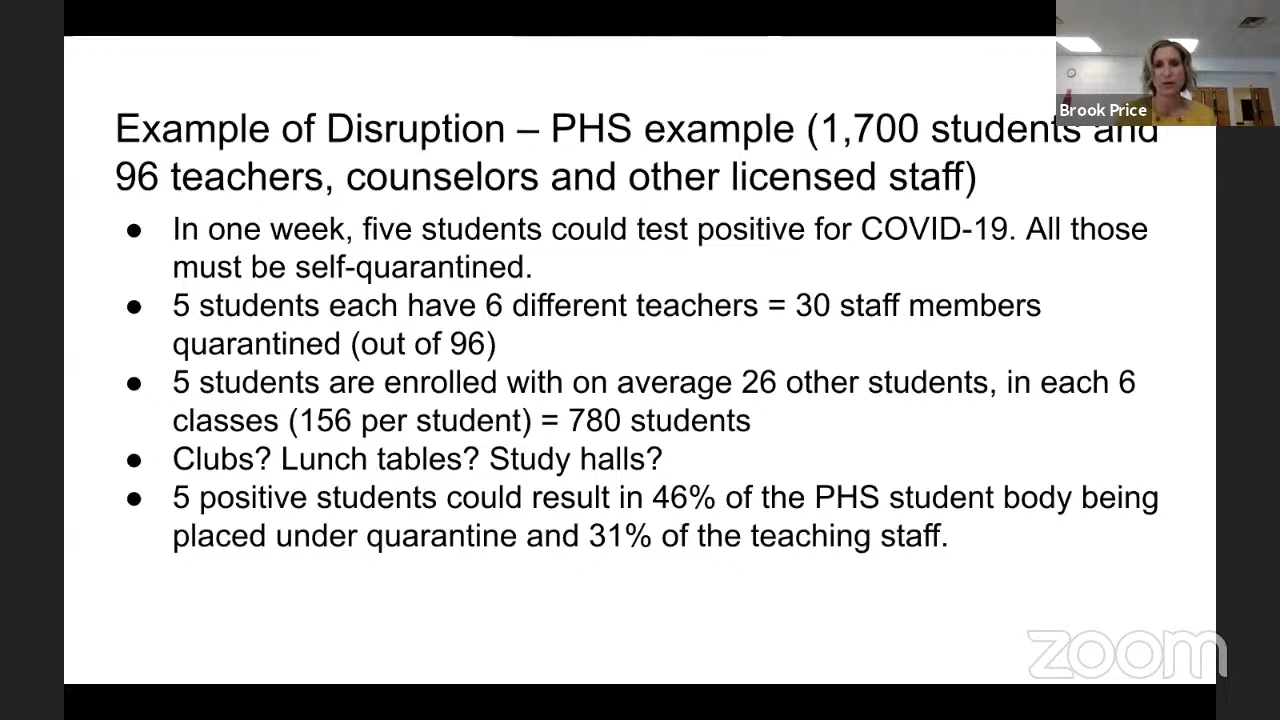 Brook Price
Example of Disruption – PHS example (1,700 students and
96 teachers, counselors and other licensed staff)
● In one week, five students could test positive for COVID-19. All those
must be self-quarantined.
● 5 students each have 6 different teachers = 30 staff members
quarantined (out of 96)
● 5 students are enrolled with on average 26 other students, in each 6
classes (156 per student) = 780 students
● Clubs? Lunch tables? Study halls?
● 5 positive students could result in 46% of the PHS student body being
placed under quarantine and 31% of the teaching staff.
zoom